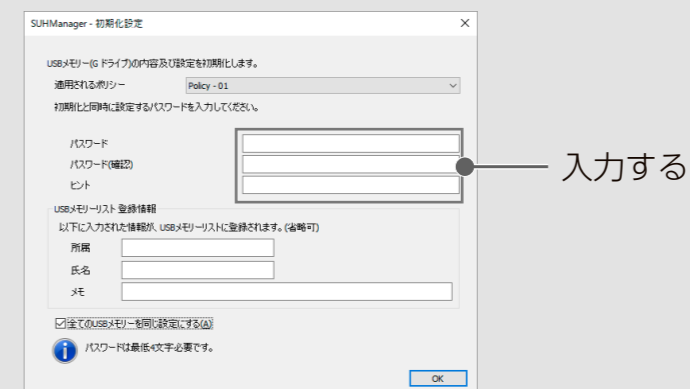 SUHManager - 初期化設定
USBメモリー(G ドライブ)の内容及び設定を初期化します。
適用されるポリシー Policy - 01
初期化と同時に設定するパスワードを入力してください。
パスワード
パスワード(確認)
ヒント
入力する
USBメモリーリスト 登録情報
以下に入力された情報が、USBメモリーリストに登録されます。(省略可)
所属
氏名
メモ
全てのUSBメモリーを同じ設定にする(A)
パスワードは最低4文字必要です。
OK